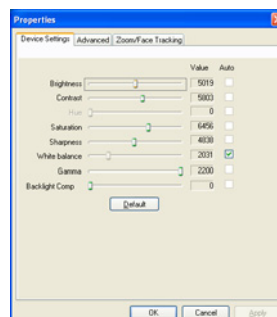 Properties
Device Settings Advanced Zoom/Face Tracking
Value Auto
Brightness 5019
Contrast 5803
Hue 0
Saturation 6456
Sharpness 4838
White balance 2031
Gamma 2200
Backlight Comp 0
Default
OK Cancel Apply